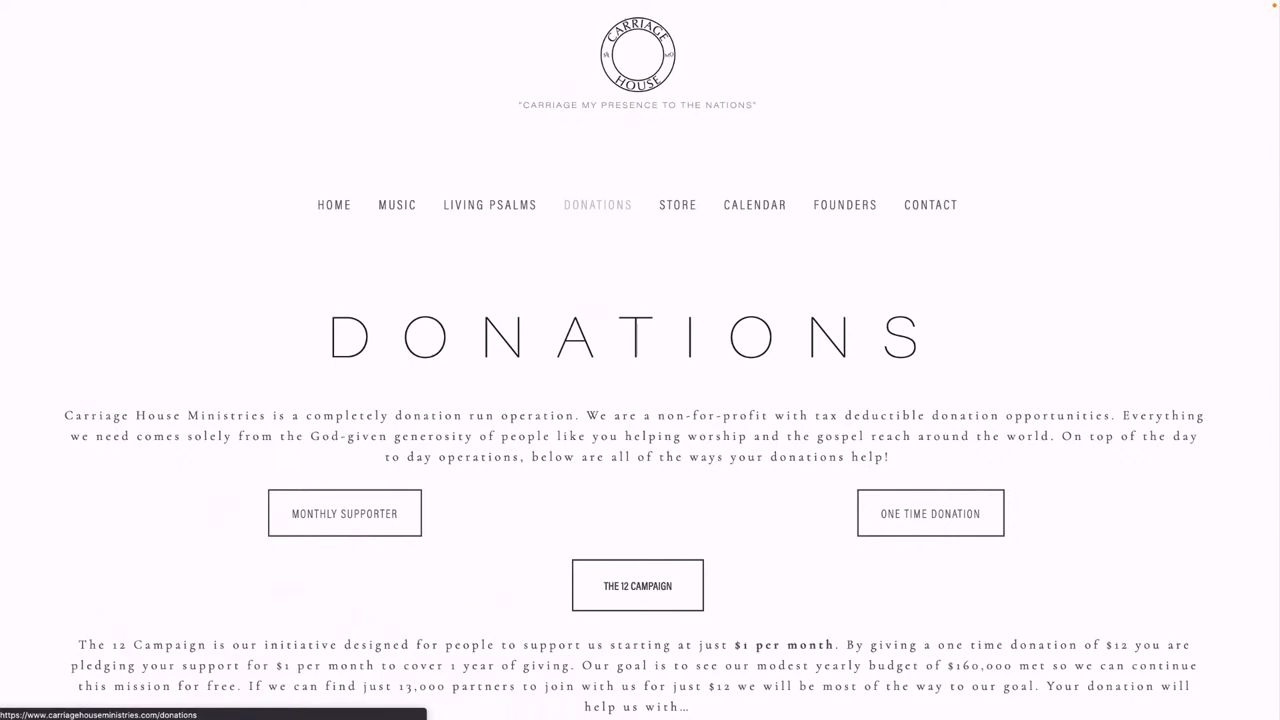 CARRIAGE
HOUSE
"CARRIAGE MY PRESENCE TO THE NATIONS"
HOME MUSIC LIVING PSALMS DONATIONS STORE CALENDAR FOUNDERS CONTACT
DONATIONS
Carriage House Ministries is a completely donation run operation. We are a non-for-profit with tax deductible donation opportunities. Everything
we need comes solely from the God-given generosity of people like you helping worship and the gospel reach around the world. On top of the day
to day operations, below are all of the ways your donations help!
MONTHLY SUPPORTER
ONE TIME DONATION
THE 12 CAMPAIGN
The 12 Campaign is our initiative designed for people to support us starting at just $1 per month. By giving a one time donation of $12 you are
pledging your support for $1 per month to cover 1 year of giving. Our goal is to see our modest yearly budget of $160,000 met so we can continue
this mission for free. If we can find just 13,000 partners to join with us for just $12 we will be most of the way to our goal. Your donation will
help us with…
https://www.carriagehouseministries.com/donations